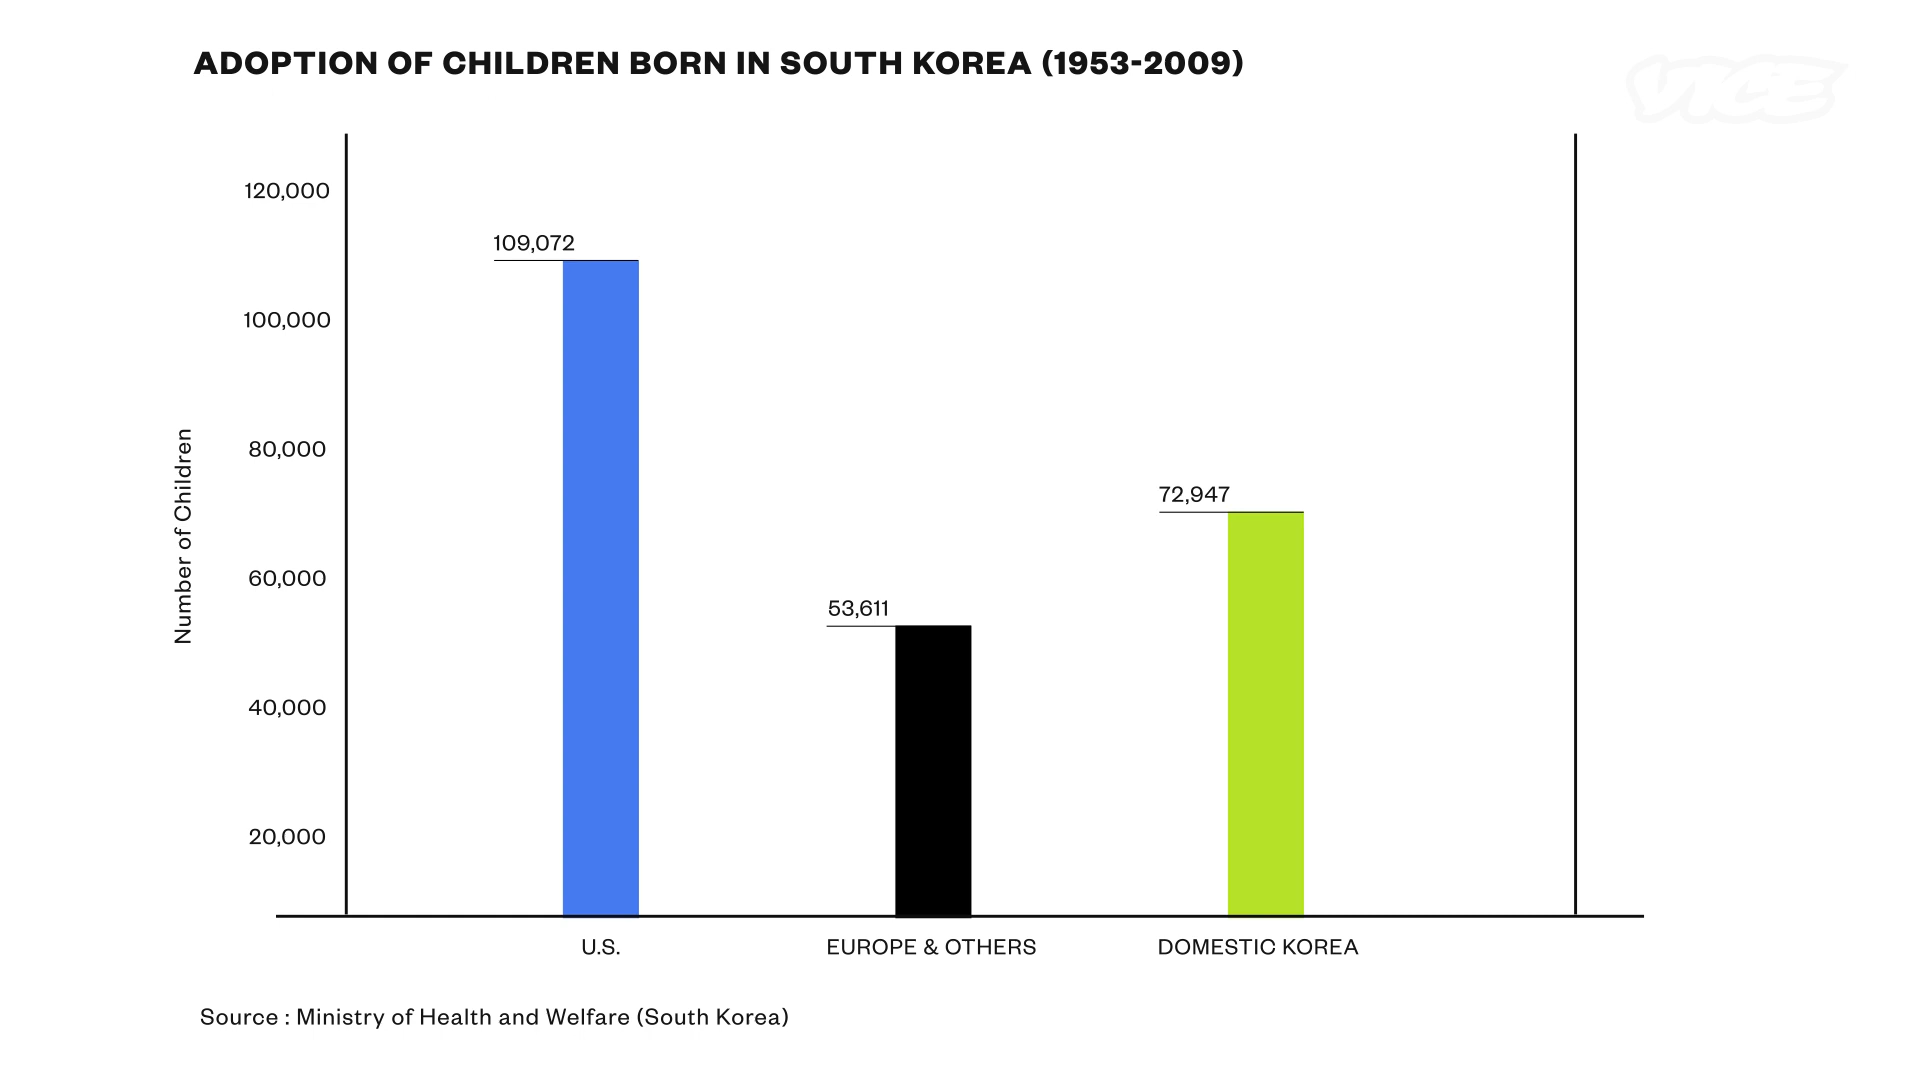 ADOPTION OF CHILDREN BORN IN SOUTH KOREA (1953-2009)
VICE
120,000
109,072
100,000
80,000
72,947
60,000
53,611
40,000
20,000
Number of Children
U.S.
EUROPE & OTHERS
DOMESTIC KOREA
Source : Ministry of Health and Welfare (South Korea)